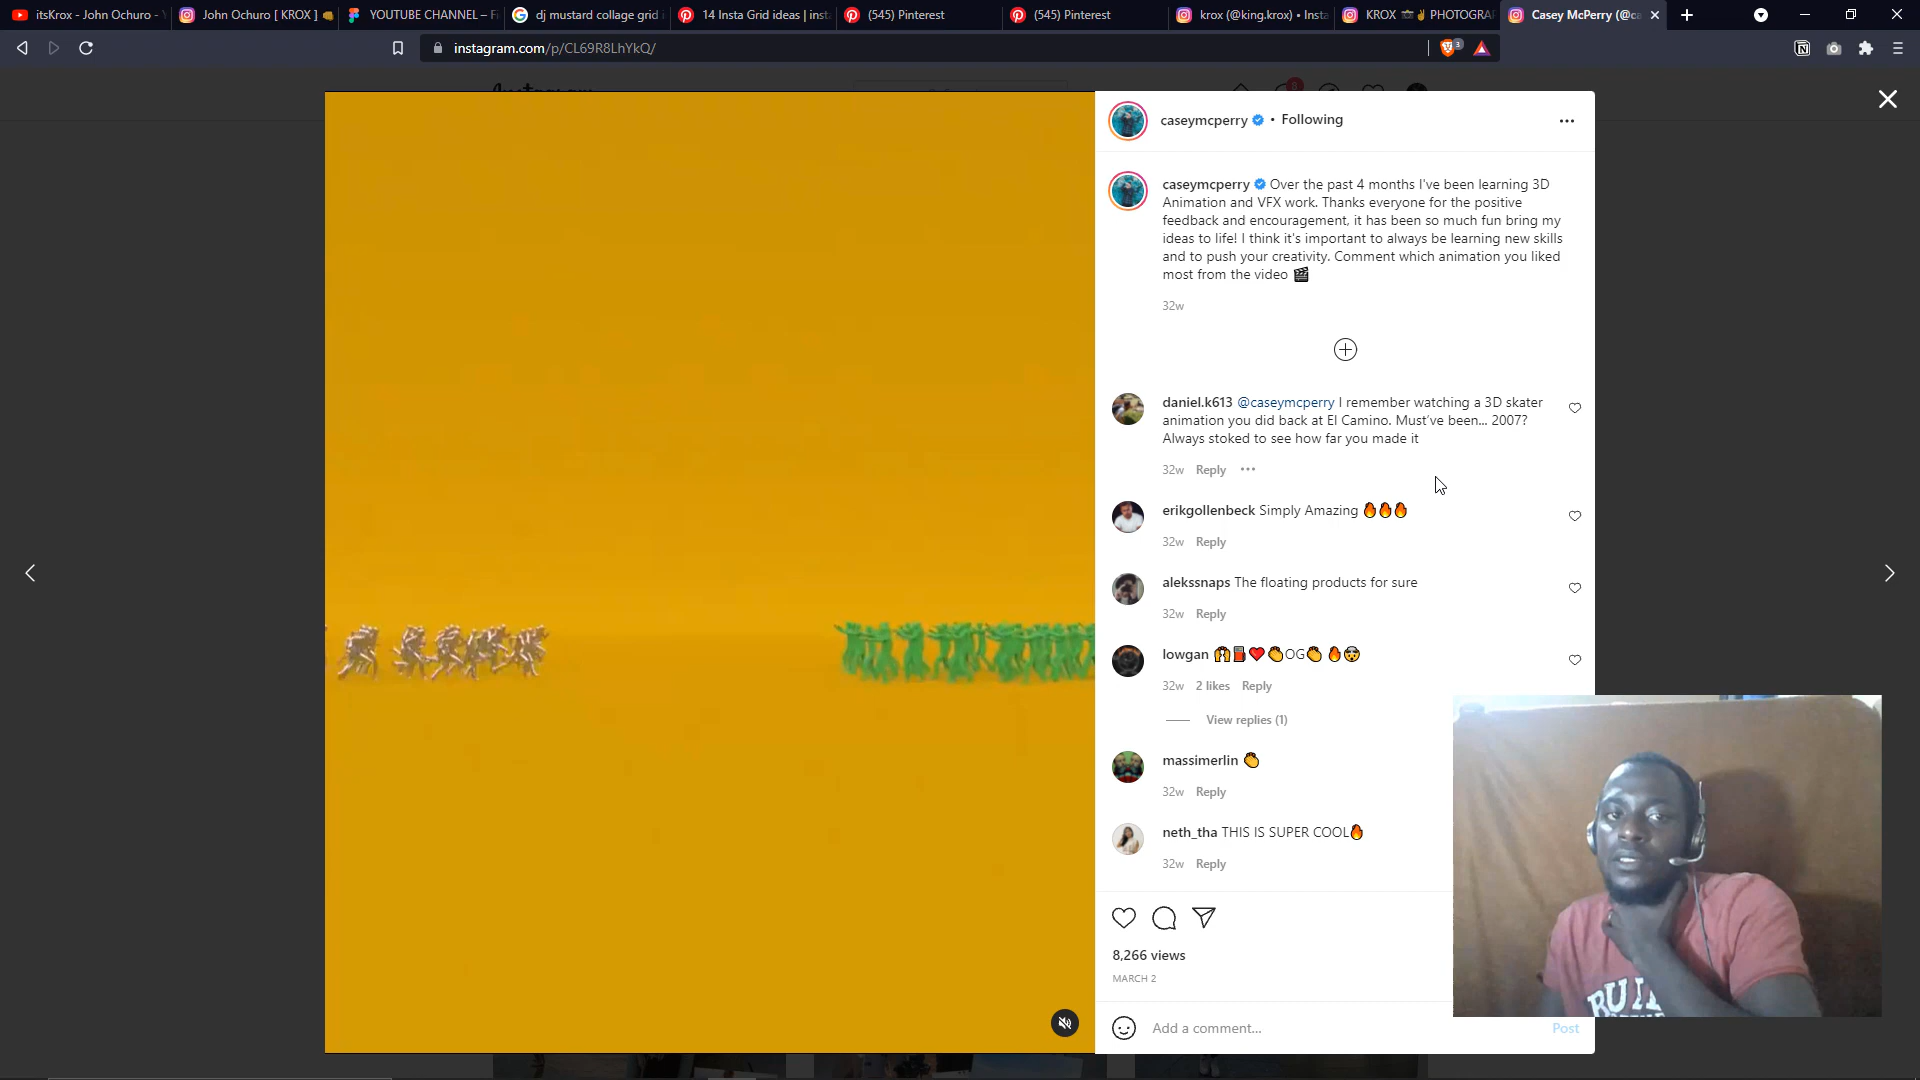 itsKrox - John Ochuro -
John Ochuro [ KROX ]
YOUTUBE CHANNEL – Fi
dj mustard collage grid
14 Insta Grid ideas | inst
(545) Pinterest
(545) Pinterest
krox (@king.krox) • Insta
KROX 📷✌ PHOTOGRA
Casey McPerry (@ca
instagram.com/p/CL69R8LhYkQ/
3
caseymcperry • Following
caseymcperry Over the past 4 months I've been learning 3D
Animation and VFX work. Thanks everyone for the positive
feedback and encouragement, it has been so much fun bring my
ideas to life! I think it's important to always be learning new skills
and to push your creativity. Comment which animation you liked
most from the video 🎬
32w
daniel.k613 @caseymcperry I remember watching a 3D skater
animation you did back at El Camino. Must've been... 2007?
Always stoked to see how far you made it
32w Reply
erikgollenbeck Simply Amazing 🔥🔥🔥
32w Reply
alekssnaps The floating products for sure
32w Reply
lowgan 🙌⛽❤️👏OG👏🔥🤯
32w 2 likes Reply
View replies (1)
massimerlin 👏
32w Reply
neth_tha THIS IS SUPER COOL🔥
32w Reply
8,266 views
MARCH 2
Add a comment...
Post